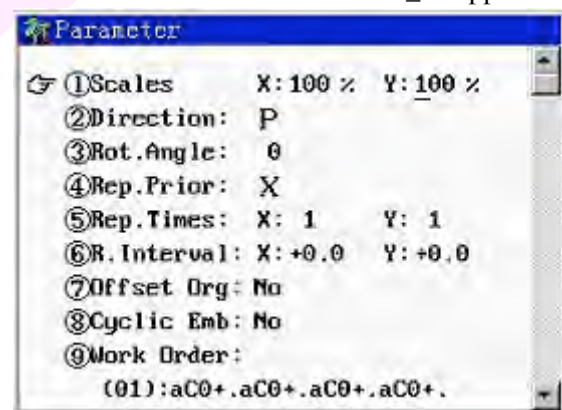 Parameter
①Scales X:100 % Y:100 %
②Direction: P
③Rot.Angle: 0
④Rep.Prior: X
⑤Rep.Times: X: 1 Y: 1
⑥R.Interval: X:+0.0 Y:+0.0
⑦Offset Org: No
⑧Cyclic Emb: No
⑨Work Order:
(01):aC0+.aC0+.aC0+.aC0+.